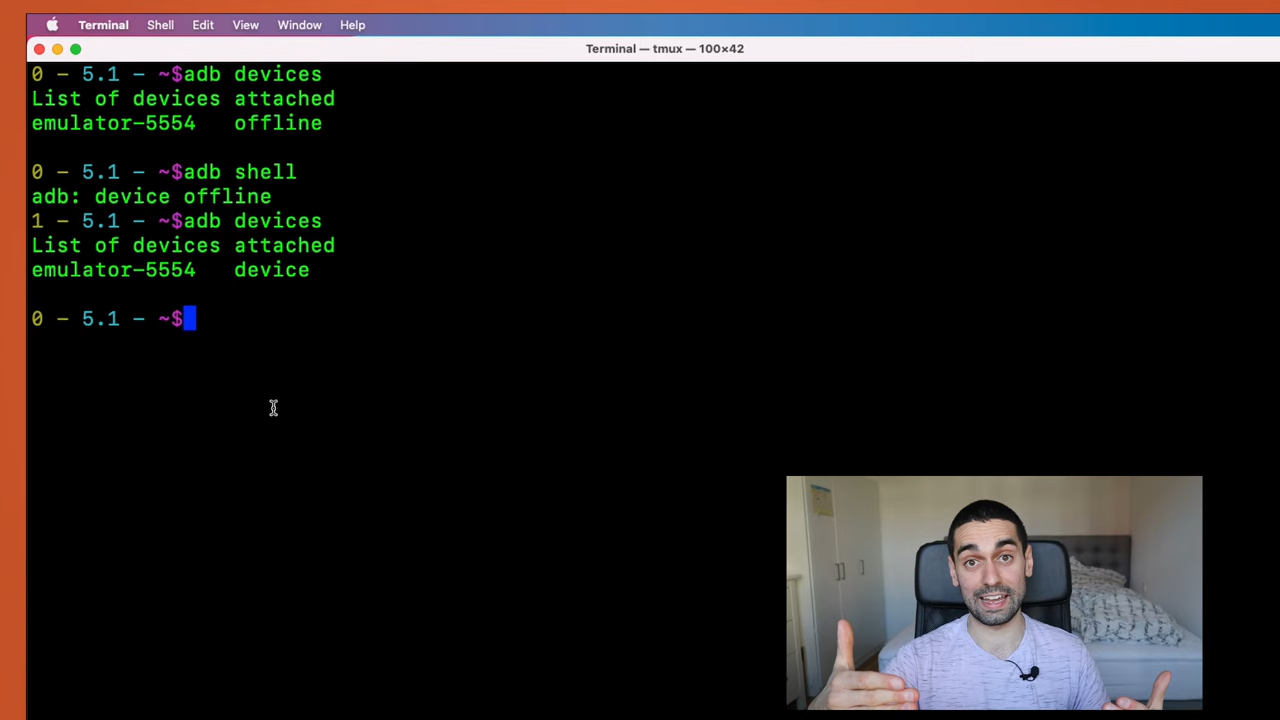 Terminal Shell Edit View Window Help
Terminal — tmux — 100×42
0 – 5.1 – ~$adb devices
List of devices attached
emulator–5554 offline
0 – 5.1 – ~$adb shell
adb: device offline
1 – 5.1 – ~$adb devices
List of devices attached
emulator–5554 device
0 – 5.1 – ~$